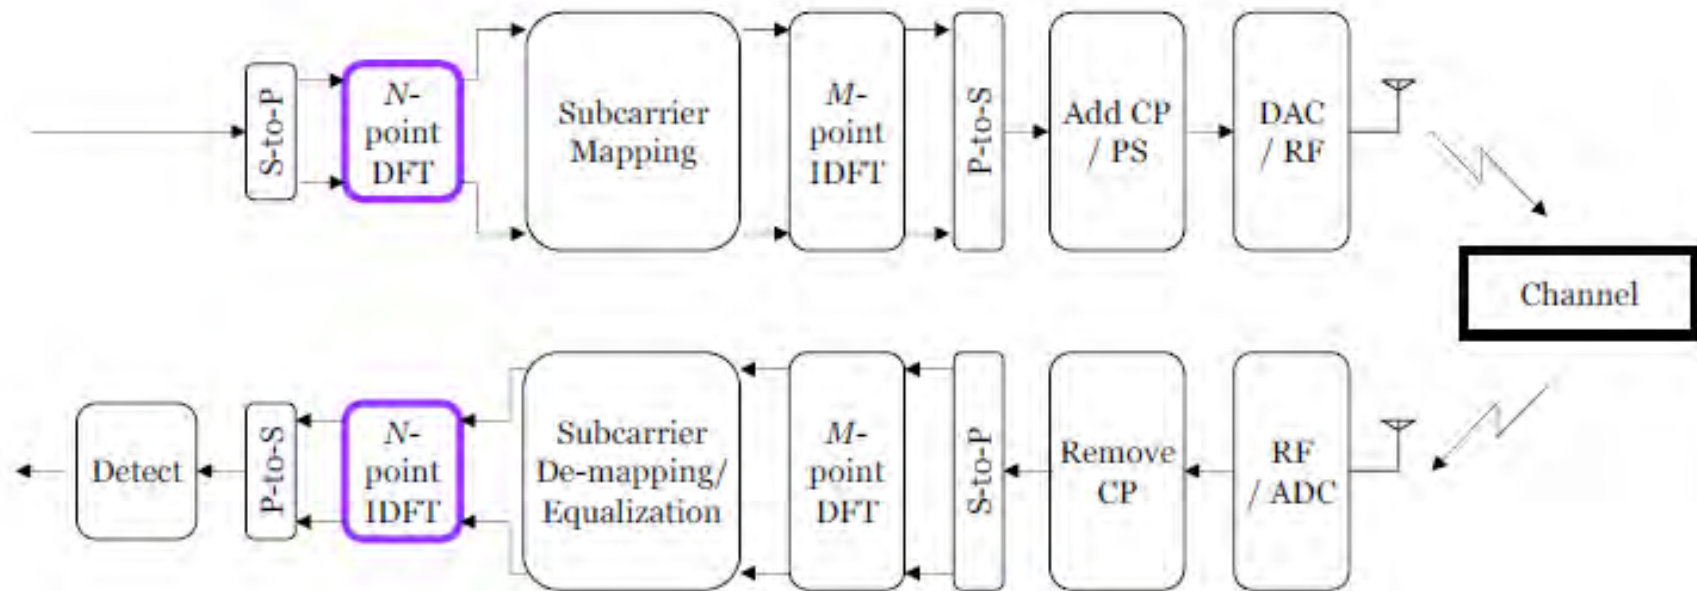 S-to-P
N-
point
DFT
Subcarrier
Mapping
M-
point
IDFT
P-to-S
Add CP
/ PS
DAC
/ RF
Channel
Detect
P-to-S
N-
point
IDFT
Subcarrier
De-mapping/
Equalization
M-
point
DFT
S-to-P
Remove
CP
RF
/ ADC